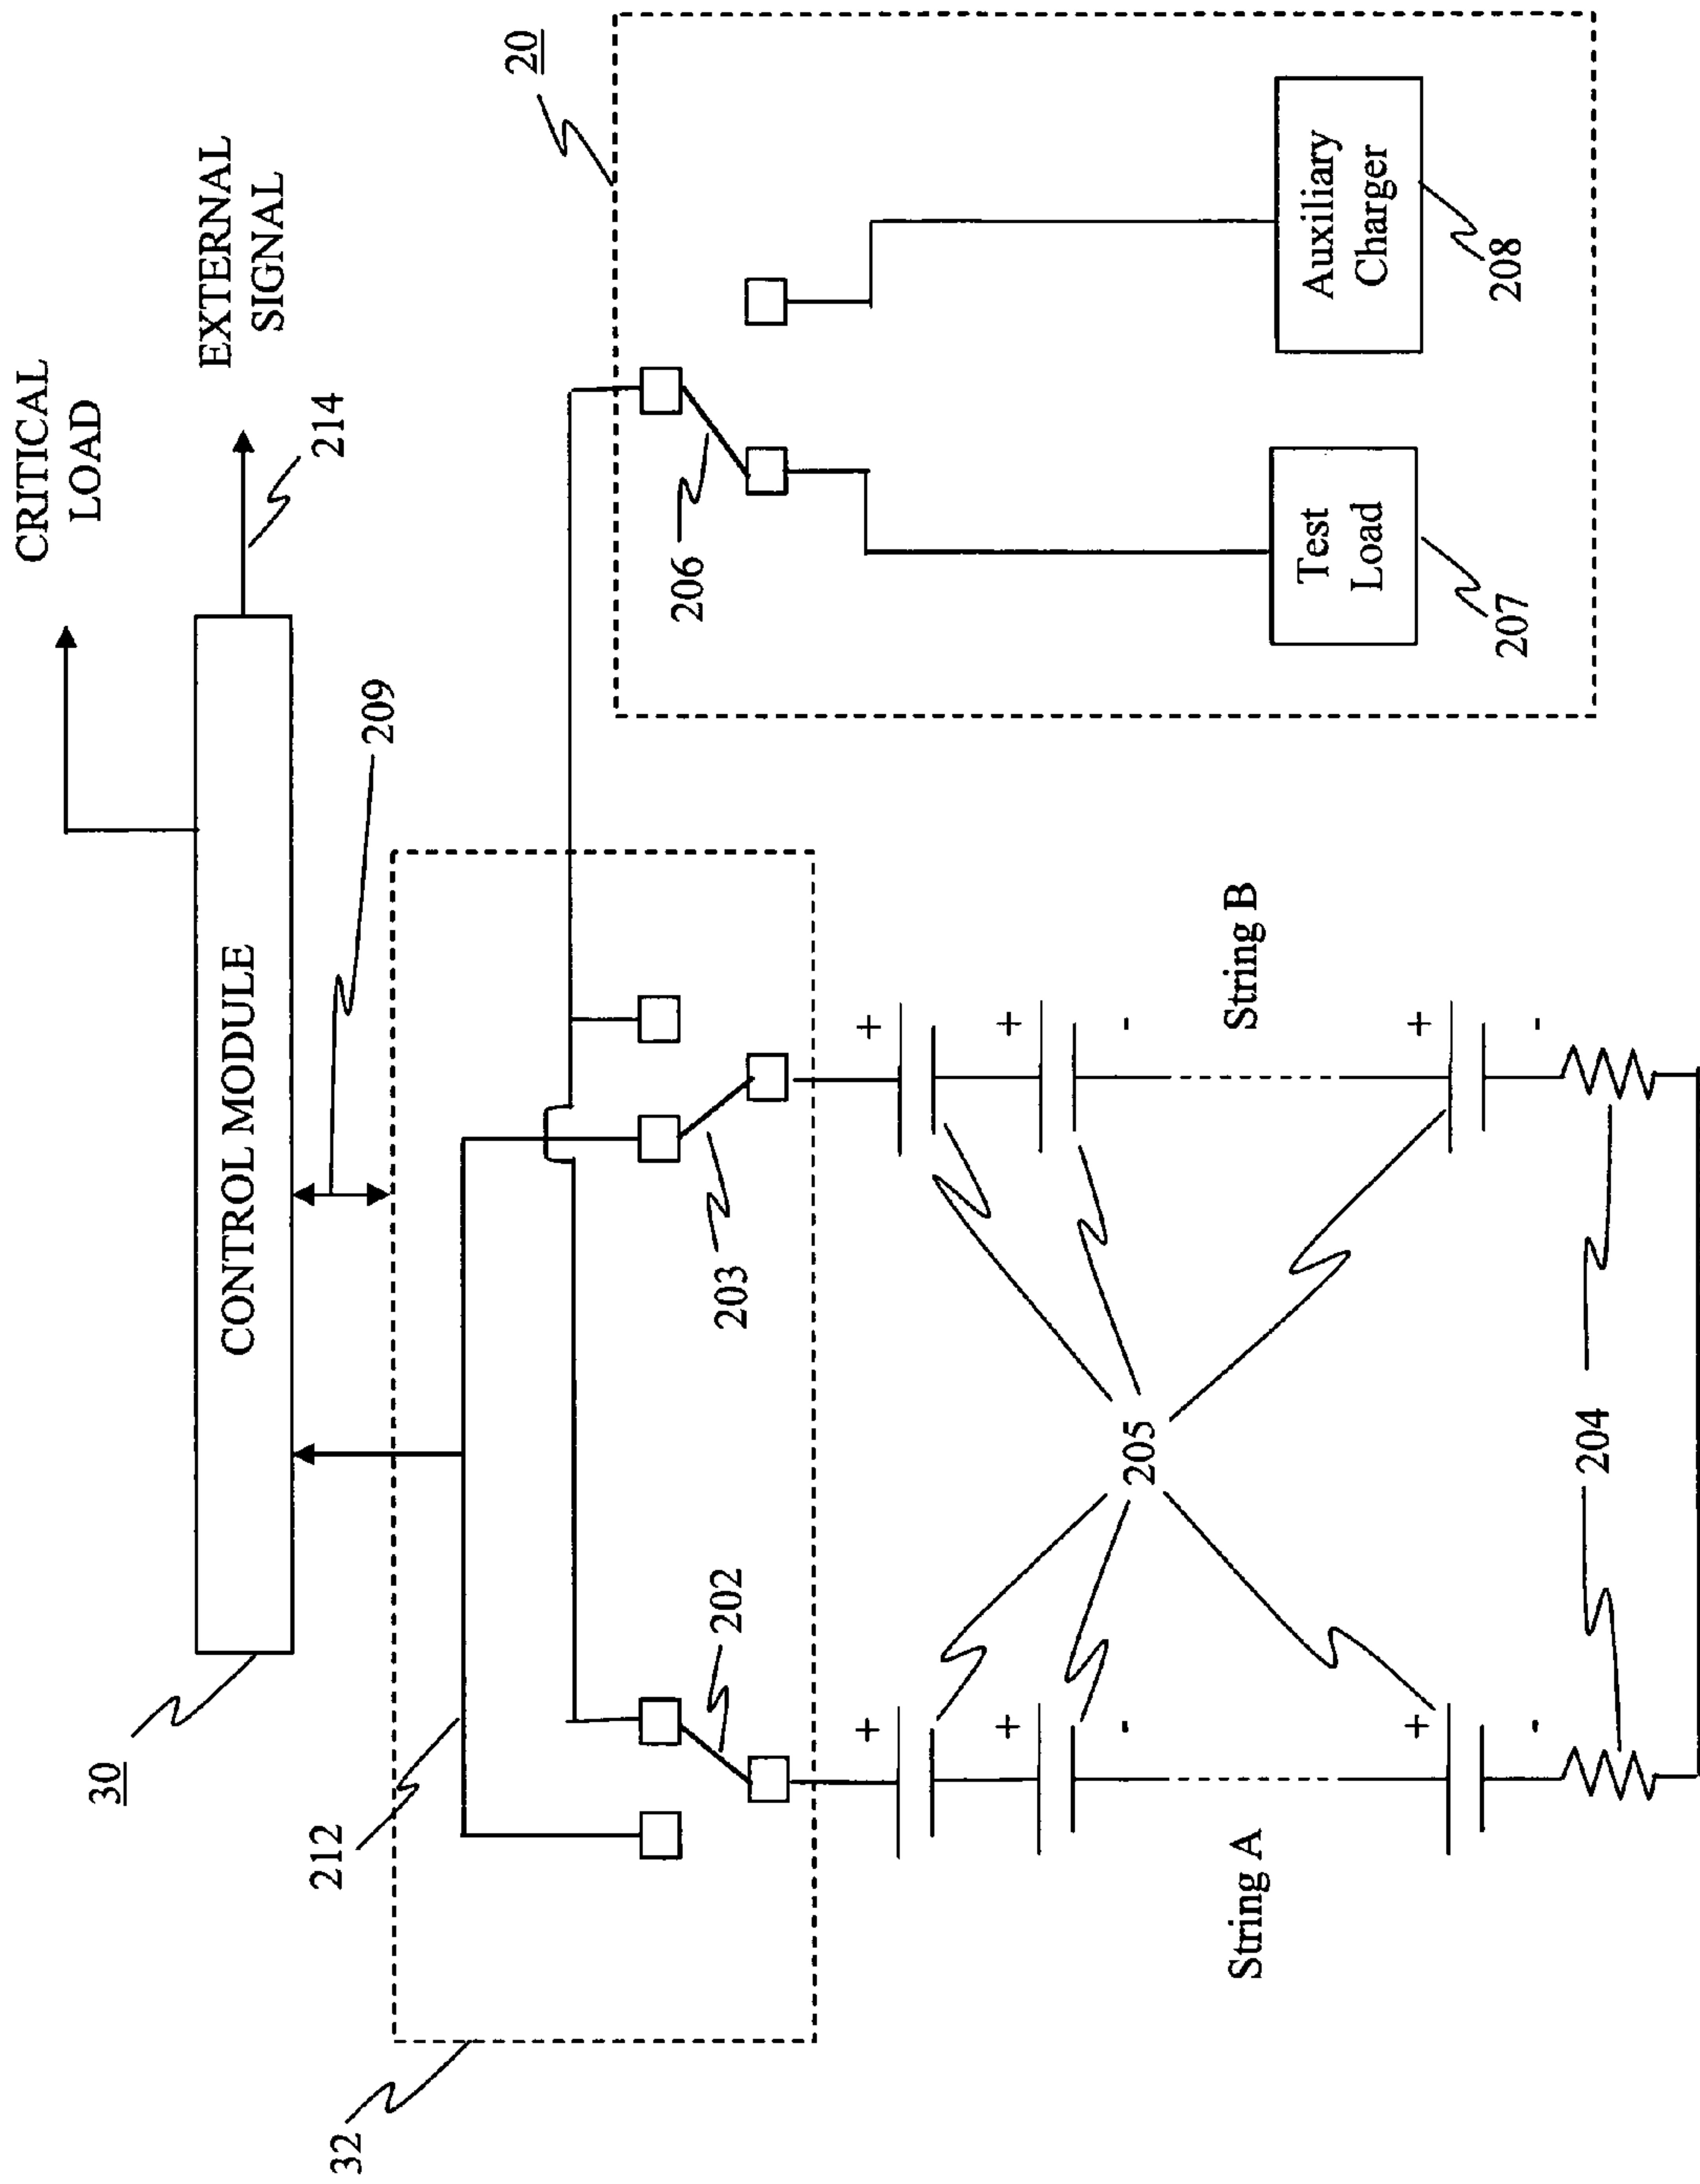 CRITICAL
LOAD
EXTERNAL
SIGNAL
214
30
CONTROL MODULE
209
20
212
32
202
203
206
+
+
-
+
-
+
+
-
+
-
String A
String B
205
204
Test
Load
207
Auxiliary
Charger
208